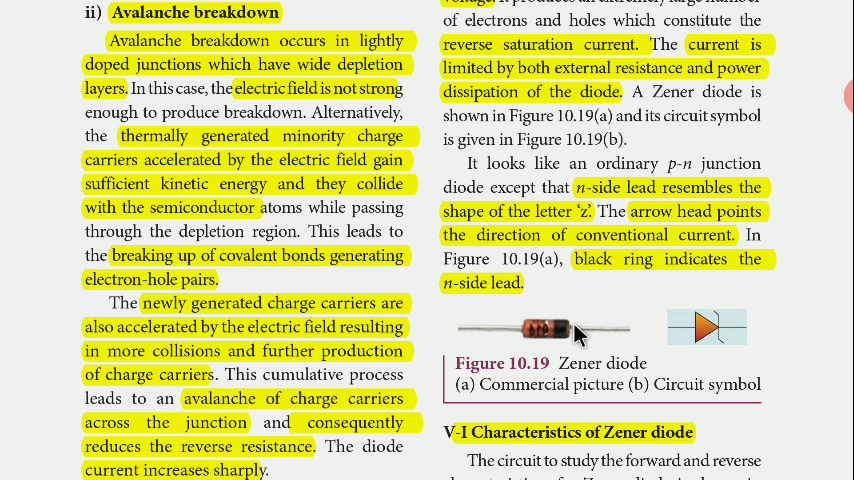 ii) Avalanche breakdown
Avalanche breakdown occurs in lightly
doped junctions which have wide depletion
layers. In this case, the electric field is not strong
enough to produce breakdown. Alternatively,
the thermally generated minority charge
carriers accelerated by the electric field gain
sufficient kinetic energy and they collide
with the semiconductor atoms while passing
through the depletion region. This leads to
the breaking up of covalent bonds generating
electron-hole pairs.
The newly generated charge carriers are
also accelerated by the electric field resulting
in more collisions and further production
of charge carriers. This cumulative process
leads to an avalanche of charge carriers
across the junction and consequently
reduces the reverse resistance. The diode
current increases sharply.
of electrons and holes which constitute the
reverse saturation current. The current is
limited by both external resistance and power
dissipation of the diode. A Zener diode is
shown in Figure 10.19(a) and its circuit symbol
is given in Figure 10.19(b).
It looks like an ordinary p-n junction
diode except that n-side lead resembles the
shape of the letter ‘z’. The arrow head points
the direction of conventional current. In
Figure 10.19(a), black ring indicates the
n-side lead.
Figure 10.19 Zener diode
(a) Commercial picture (b) Circuit symbol
V-I Characteristics of Zener diode
The circuit to study the forward and reverse